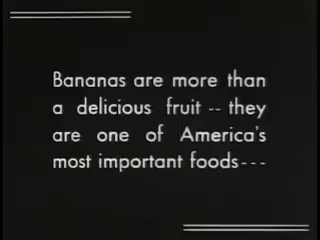 Bananas are more than
a delicious fruit -- they
are one of America's
most important foods---